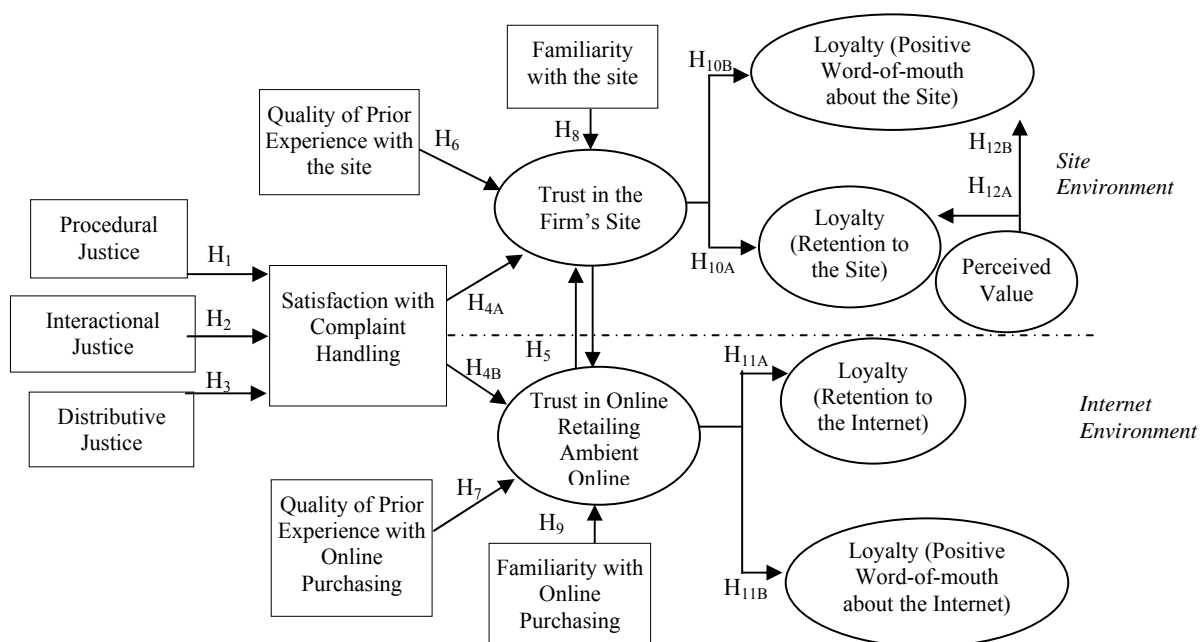 Familiarity
with the site
H8
Quality of Prior
Experience with
the site
H6
Trust in the
Firm's Site
H10B
Loyalty (Positive
Word-of-mouth
about the Site)
H12B
H12A
Site
Environment
H10A
Loyalty
(Retention to
the Site)
Perceived
Value
Procedural
Justice
H1
Interactional
Justice
H2
Distributive
Justice
H3
Satisfaction with
Complaint
Handling
H4A
H4B
H5
Trust in Online
Retailing
Ambient
Online
H11A
Loyalty
(Retention to
the Internet)
Internet
Environment
Quality of Prior
Experience with
Online
Purchasing
H7
H9
Familiarity with
Online
Purchasing
H11B
Loyalty (Positive
Word-of-mouth
about the Internet)